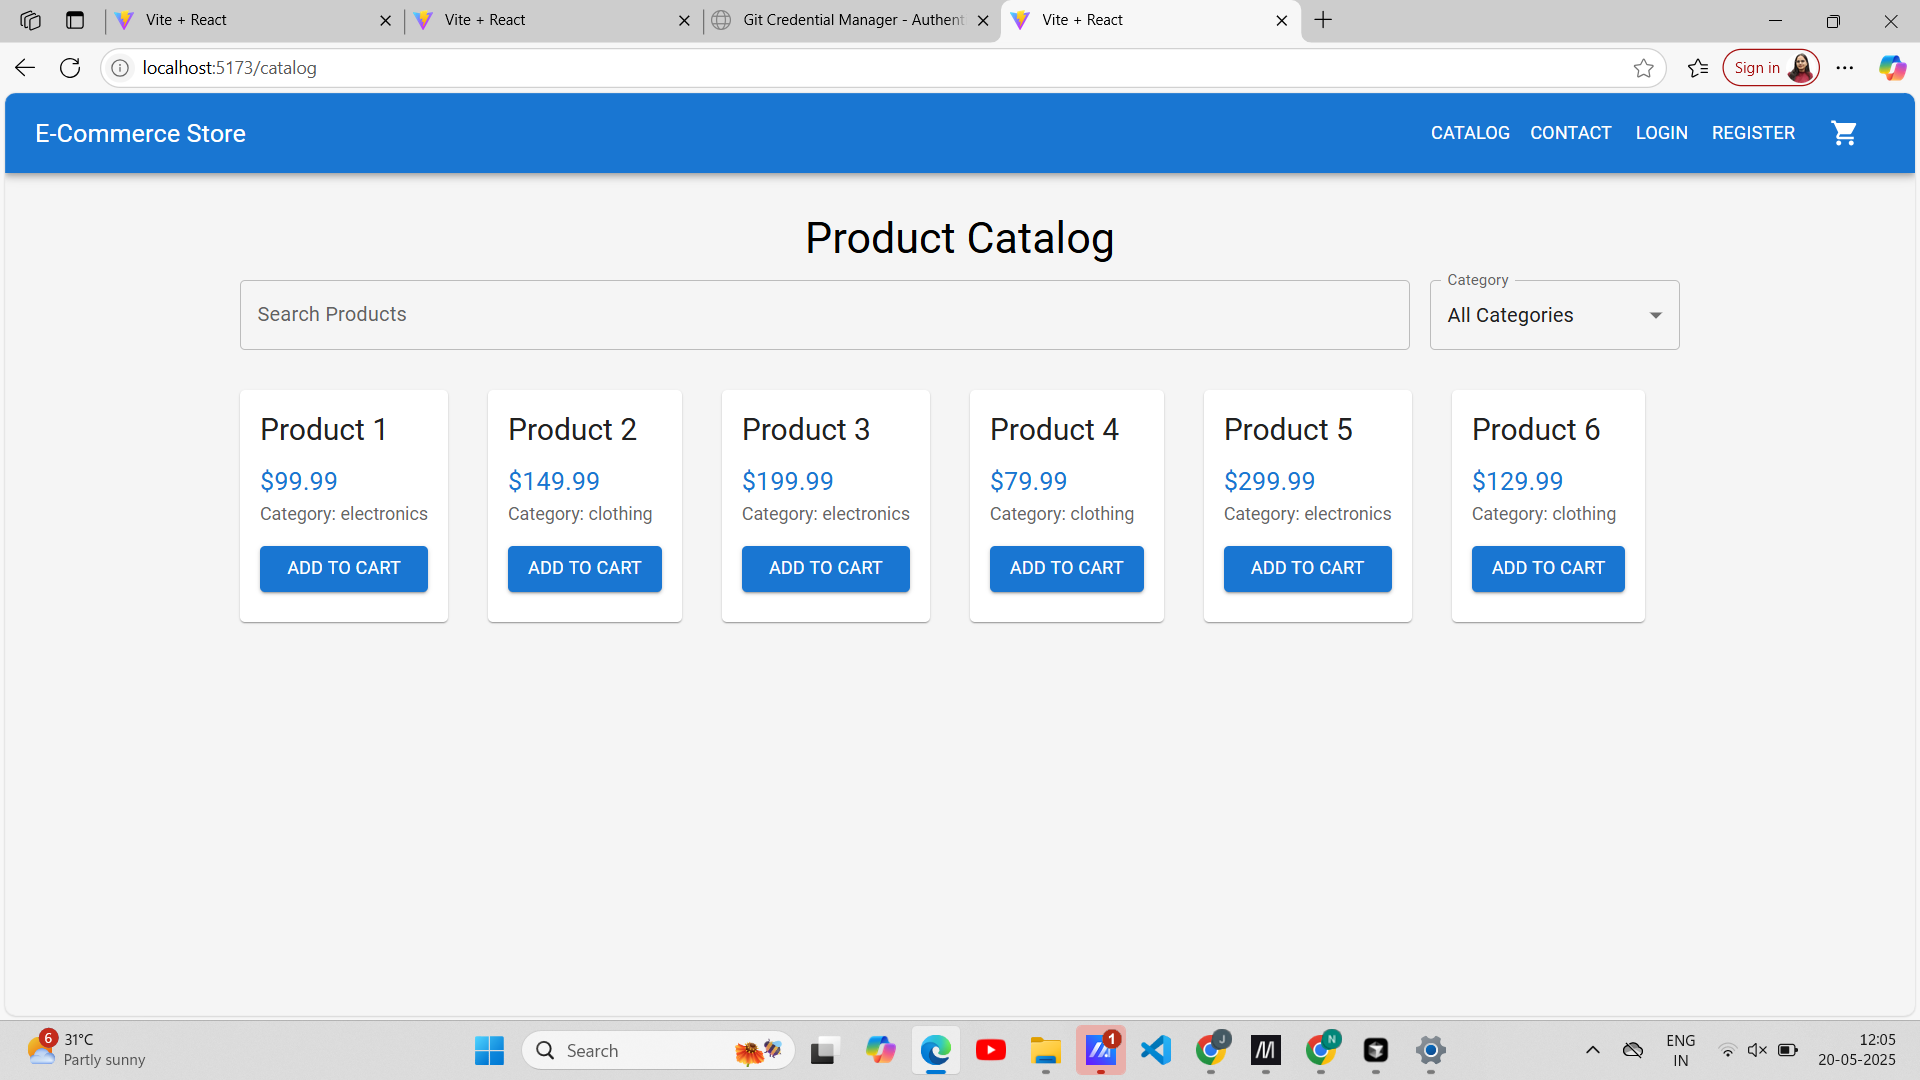 Vite + React
Vite + React
Git Credential Manager - Authent
Vite + React
localhost:5173/catalog
Sign in
E-Commerce Store
CATALOG CONTACT LOGIN REGISTER
Product Catalog
Category
Search Products
All Categories
Product 1
$99.99
Category: electronics
ADD TO CART
Product 2
$149.99
Category: clothing
ADD TO CART
Product 3
$199.99
Category: electronics
ADD TO CART
Product 4
$79.99
Category: clothing
ADD TO CART
Product 5
$299.99
Category: electronics
ADD TO CART
Product 6
$129.99
Category: clothing
ADD TO CART
6
31°C
Partly sunny
Search
1
J
M
N
ENG
IN
12:05
20-05-2025